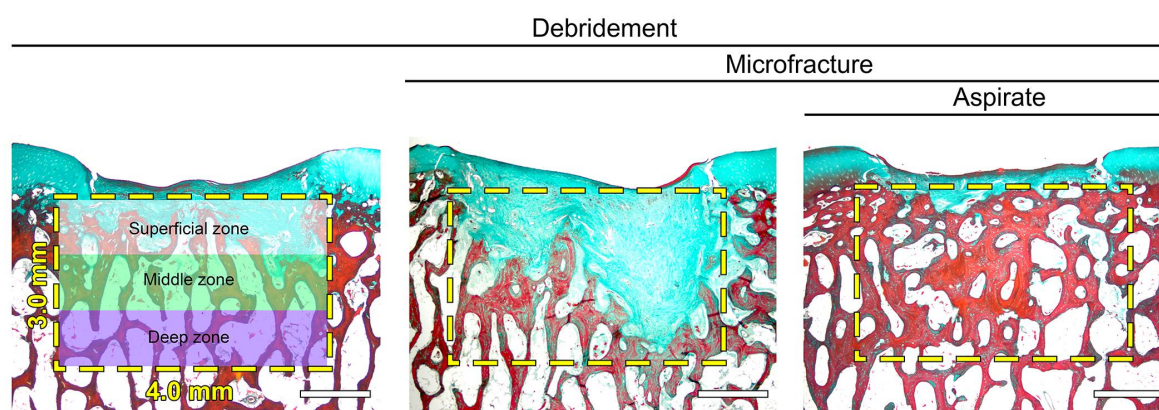 Debridement
Microfracture
Aspirate
Superficial zone
Middle zone
Deep zone
3.0 mm
4.0 mm